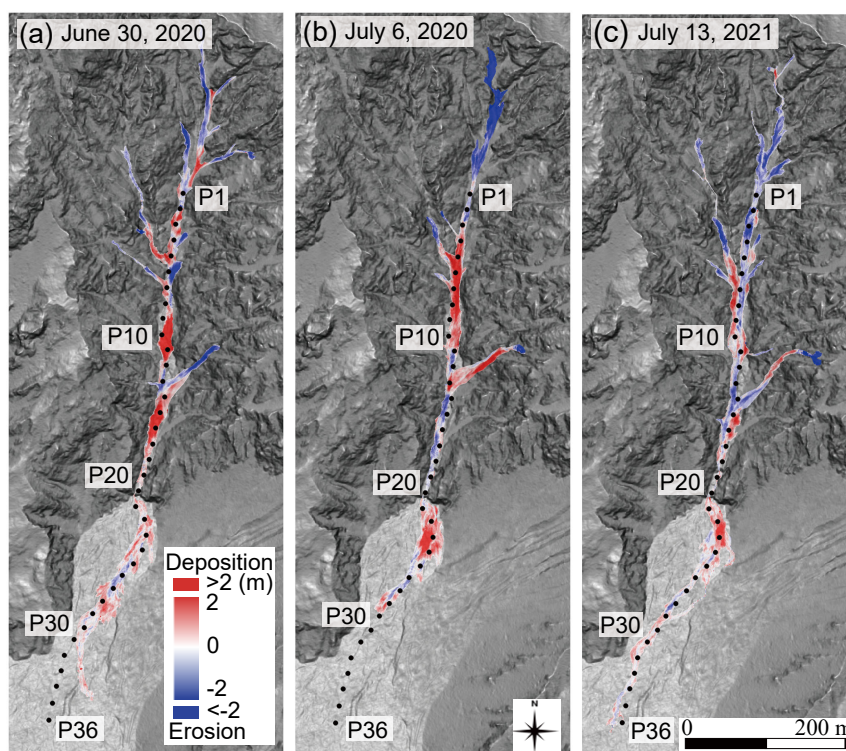 (a) June 30, 2020
P1
P10
P20
P30
P36
Deposition
>2 (m)
2
0
-2
<-2
Erosion
(b) July 6, 2020
P1
P10
P20
P30
P36
N
(c) July 13, 2021
P1
P10
P20
P30
P36
0 200 m